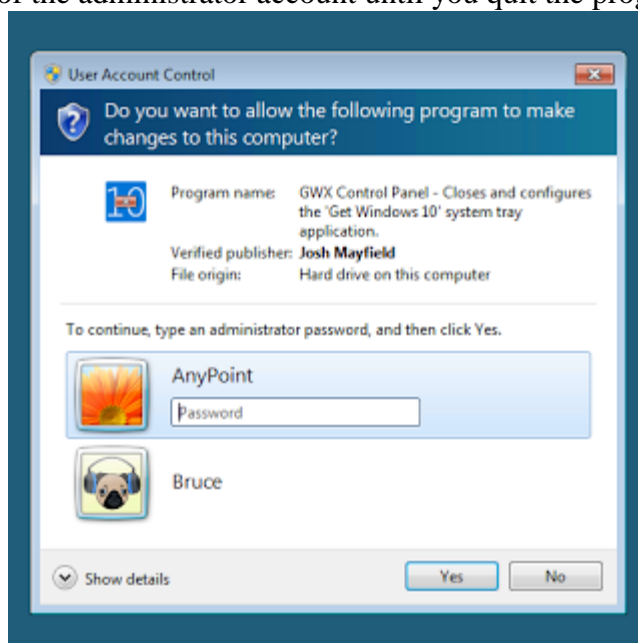 of the administrator account until you quit the prog
User Account Control
Do you want to allow the following program to make
changes to this computer?
10
Program name: GWX Control Panel - Closes and configures
the 'Get Windows 10' system tray
application.
Verified publisher: Josh Mayfield
File origin: Hard drive on this computer
To continue, type an administrator password, and then click Yes.
AnyPoint
Password
Bruce
Show details
Yes No